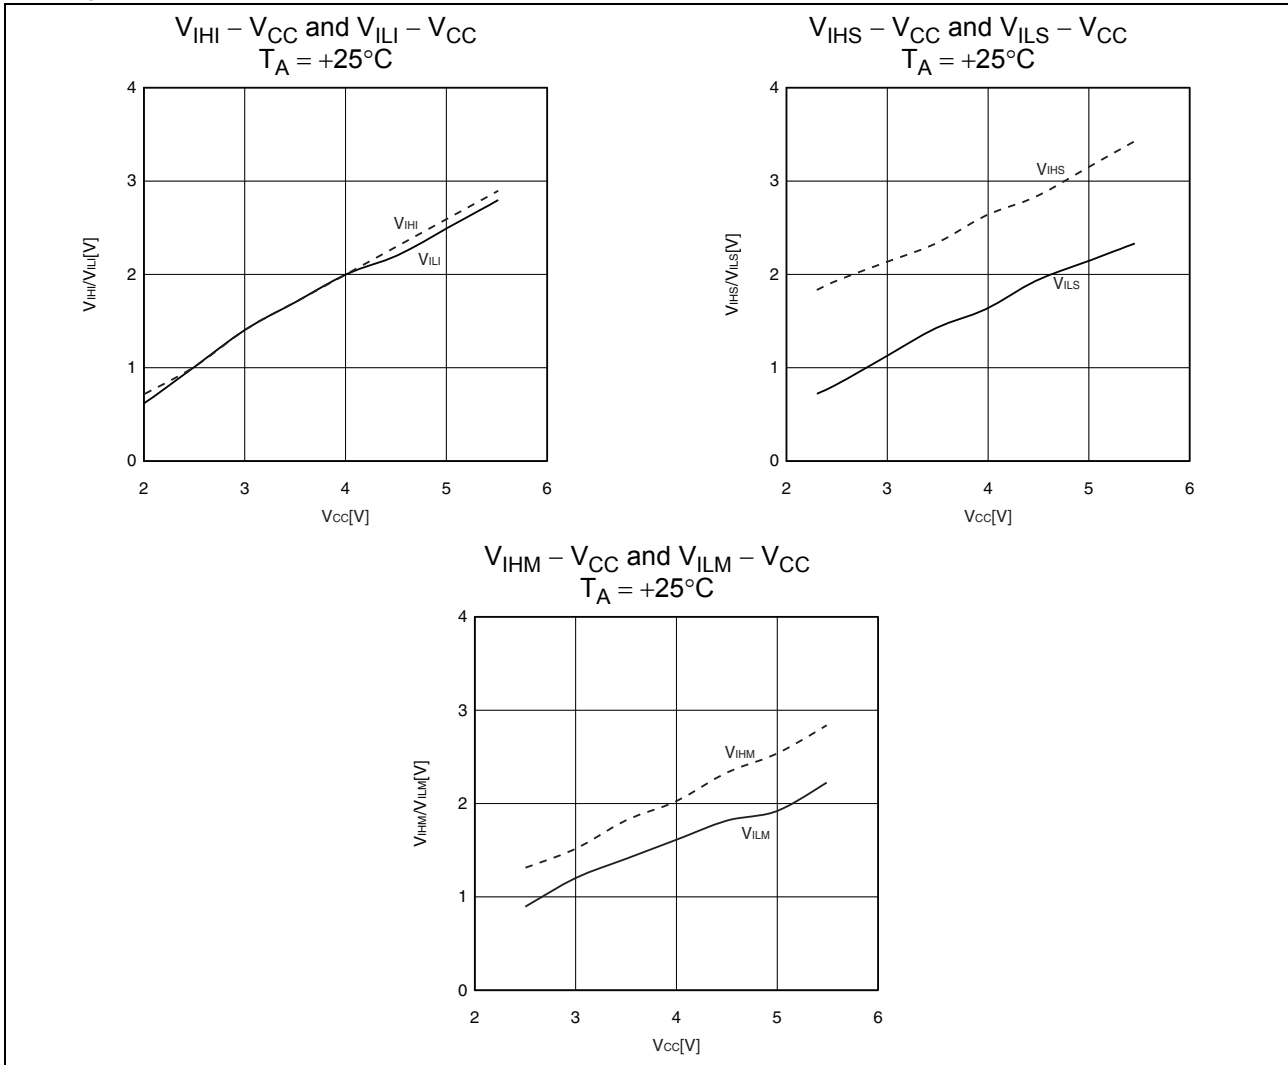 VIHI − VCC and VILI − VCC
TA = +25°C
4
3
2
1
0
VIHI/VILI[V]
VIHI
VILI
2 3 4 5 6
VCC[V]
VIHS − VCC and VILS − VCC
TA = +25°C
4
3
2
1
0
VIHS/VILS[V]
VIHS
VILS
2 3 4 5 6
VCC[V]
VIHM − VCC and VILM − VCC
TA = +25°C
4
3
2
1
0
VIHM/VILM[V]
VIHM
VILM
2 3 4 5 6
VCC[V]